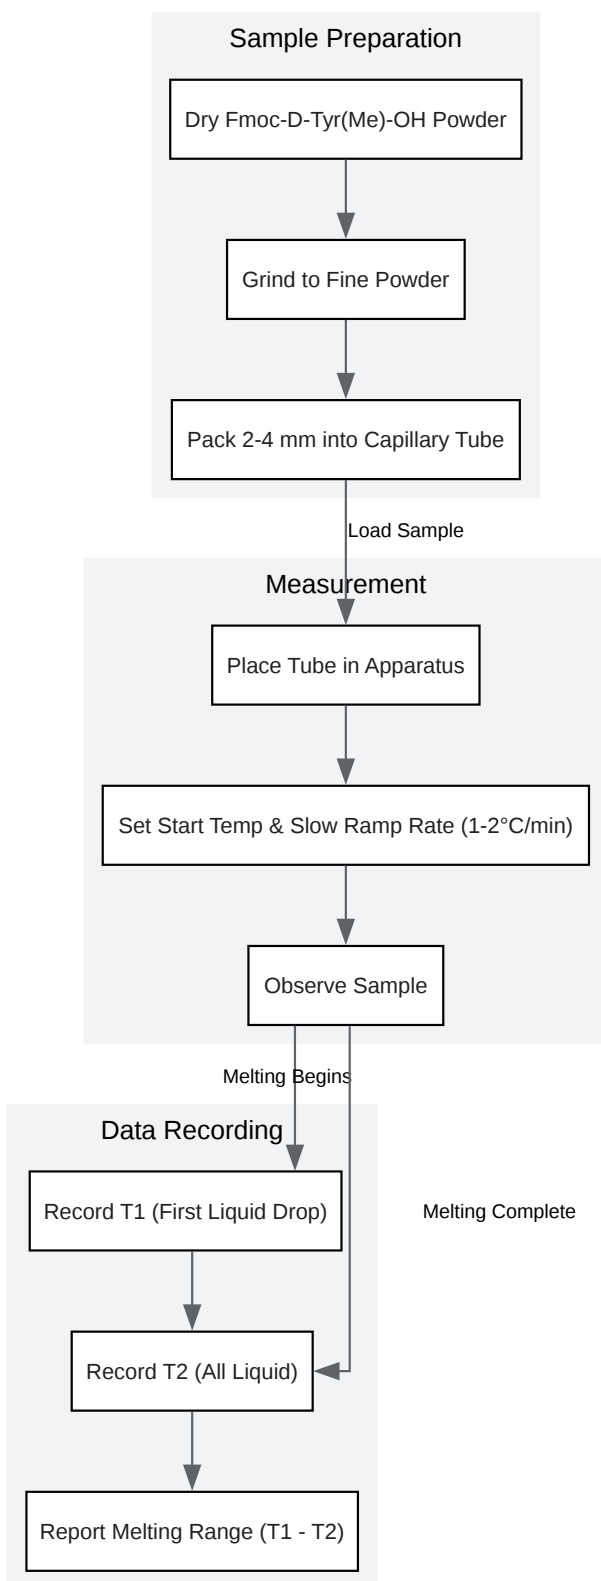 Sample Preparation
Dry Fmoc-D-Tyr(Me)-OH Powder
Grind to Fine Powder
Pack 2-4 mm into Capillary Tube
Load Sample
Measurement
Place Tube in Apparatus
Set Start Temp & Slow Ramp Rate (1-2°C/min)
Observe Sample
Melting Begins
Data Recording
Record T1 (First Liquid Drop)
Melting Complete
Record T2 (All Liquid)
Report Melting Range (T1 - T2)